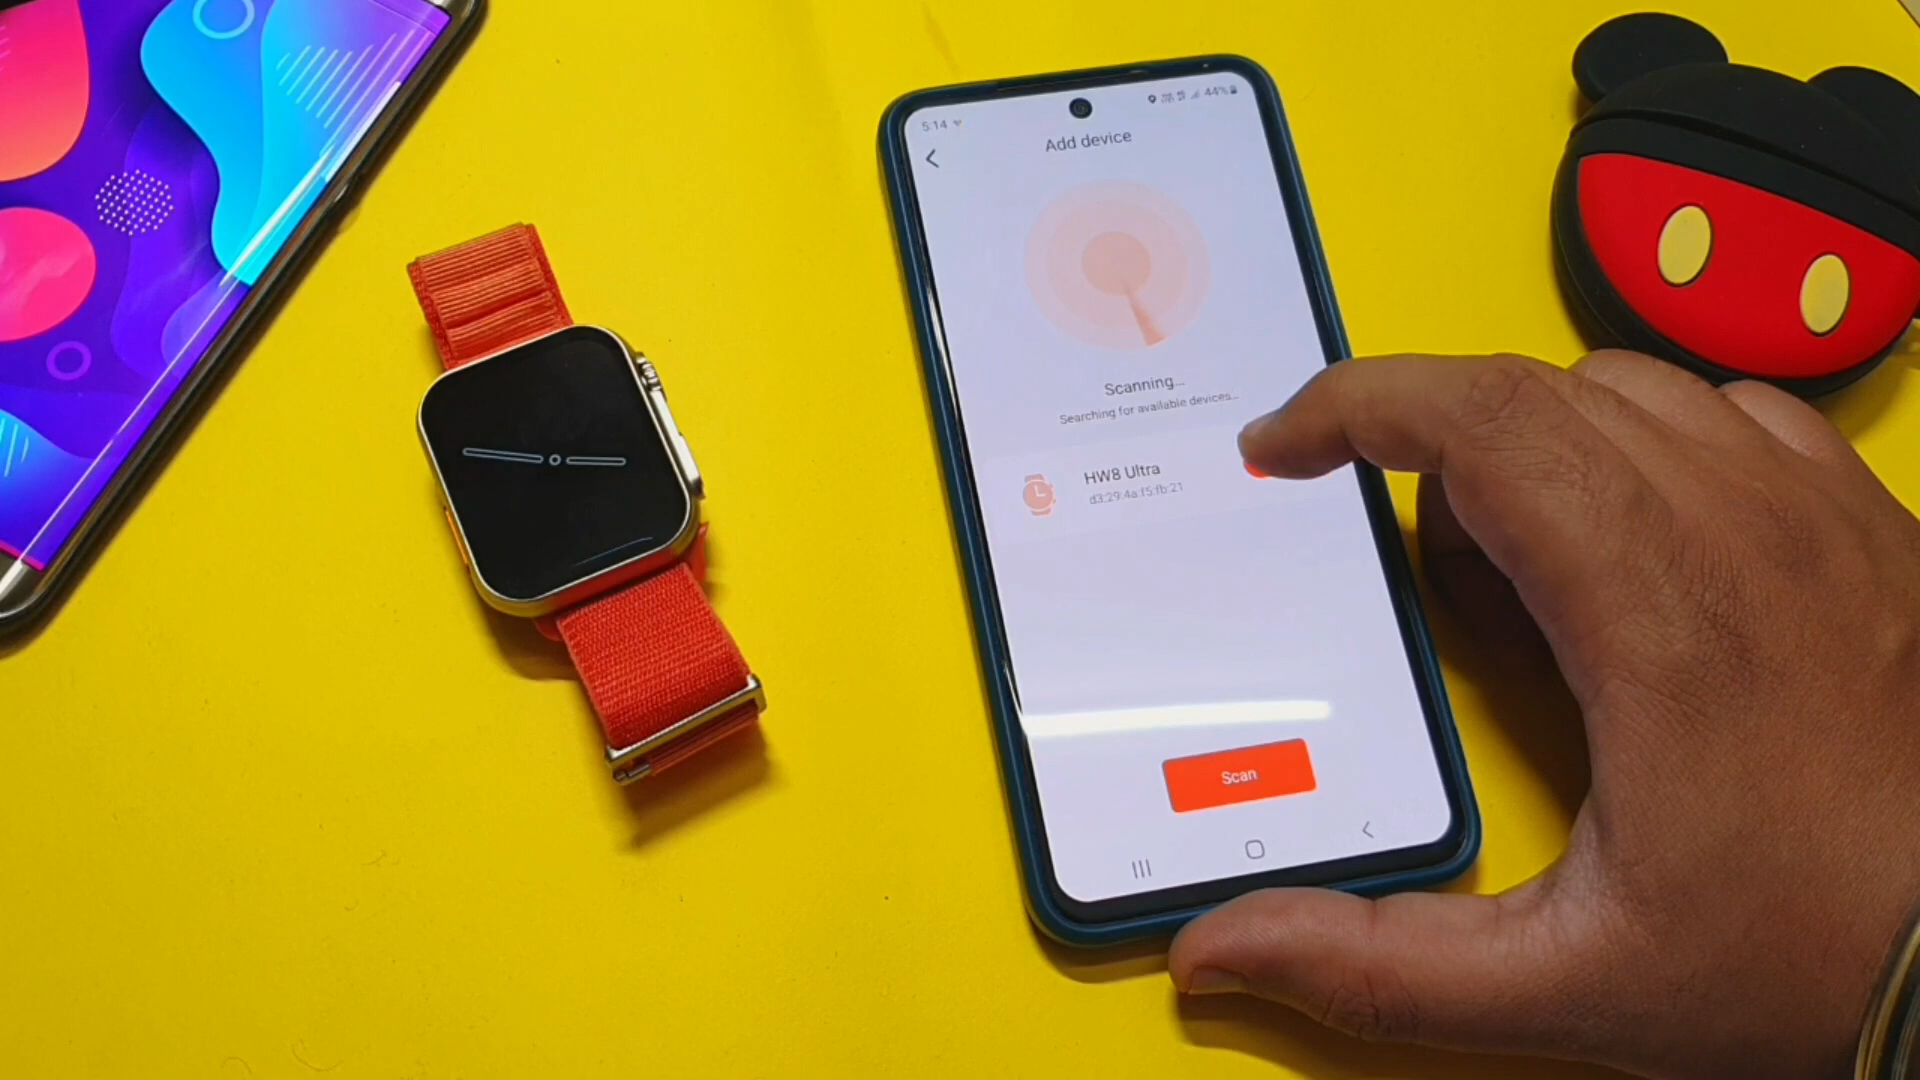 5:14
44%
Add device
Scanning...
Searching for available devices...
HW8 Ultra
d3:29:4a:f5:fb:21
Scan